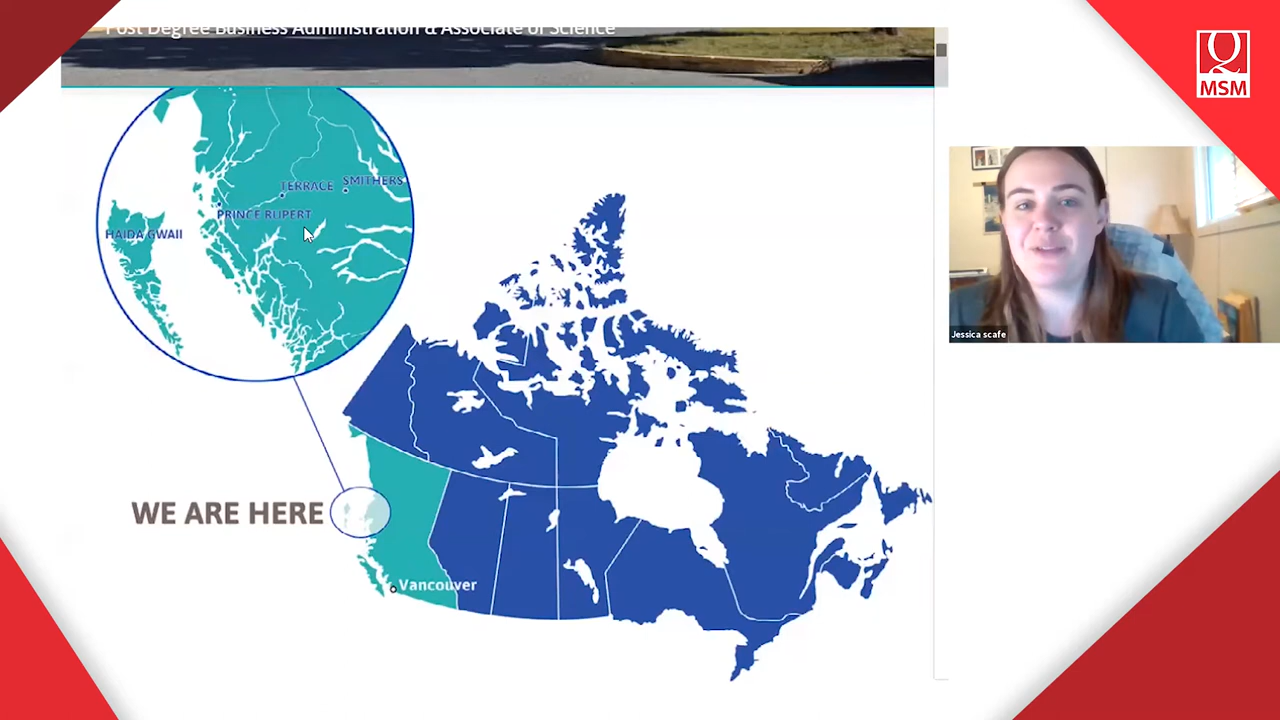 Post Degree Business Administration & Associate of Science
MSM
TERRACE
SMITHERS
PRINCE RUPERT
HAIDA GWAII
Jessica scafe
WE ARE HERE
Vancouver